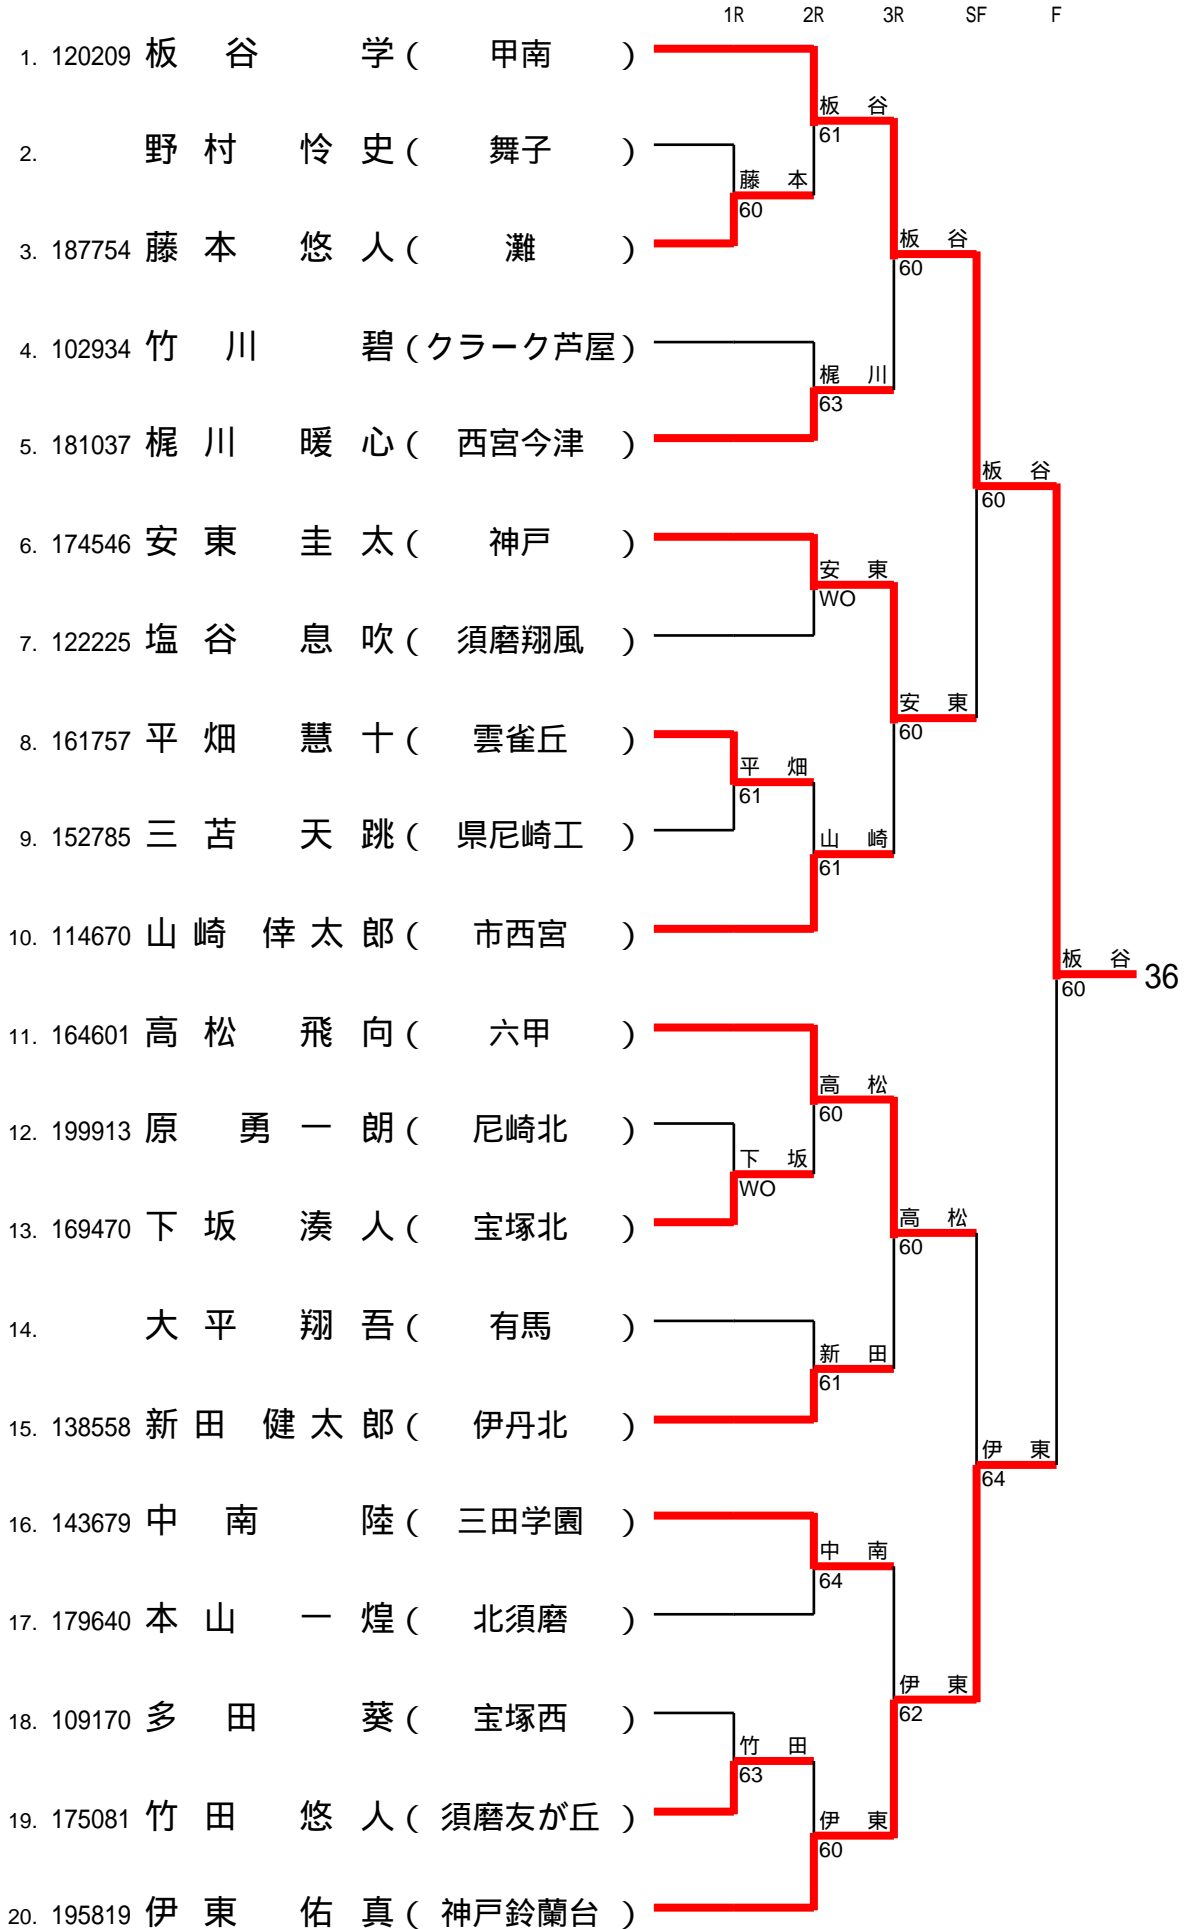 1R 2R 3R SF F
1. 120209 板谷 学 ( 甲南 )
板谷
61
2. 野村 怜史 ( 舞子 )
藤本
60
3. 187754 藤本 悠人 ( 灘 )
板谷
60
4. 102934 竹川 碧 ( クラーク芦屋 )
梶川
63
5. 181037 梶川 暖心 ( 西宮今津 )
板谷
60
6. 174546 安東 圭太 ( 神戸 )
安東
WO
7. 122225 塩谷 息吹 ( 須磨翔風 )
安東
60
8. 161757 平畑 慧十 ( 雲雀丘 )
平畑
61
9. 152785 三苫 天跳 ( 県尼崎工 )
山崎
61
10. 114670 山崎 倖太郎 ( 市西宮 )
板谷
60
36
11. 164601 高松 飛向 ( 六甲 )
高松
60
12. 199913 原 勇一朗 ( 尼崎北 )
下坂
WO
13. 169470 下坂 湊人 ( 宝塚北 )
高松
60
14. 大平 翔吾 ( 有馬 )
新田
61
15. 138558 新田 健太郎 ( 伊丹北 )
伊東
64
16. 143679 中南 陸 ( 三田学園 )
中南
64
17. 179640 本山 一煌 ( 北須磨 )
伊東
62
18. 109170 多田 葵 ( 宝塚西 )
竹田
63
19. 175081 竹田 悠人 ( 須磨友が丘 )
伊東
60
20. 195819 伊東 佑真 ( 神戸鈴蘭台 )